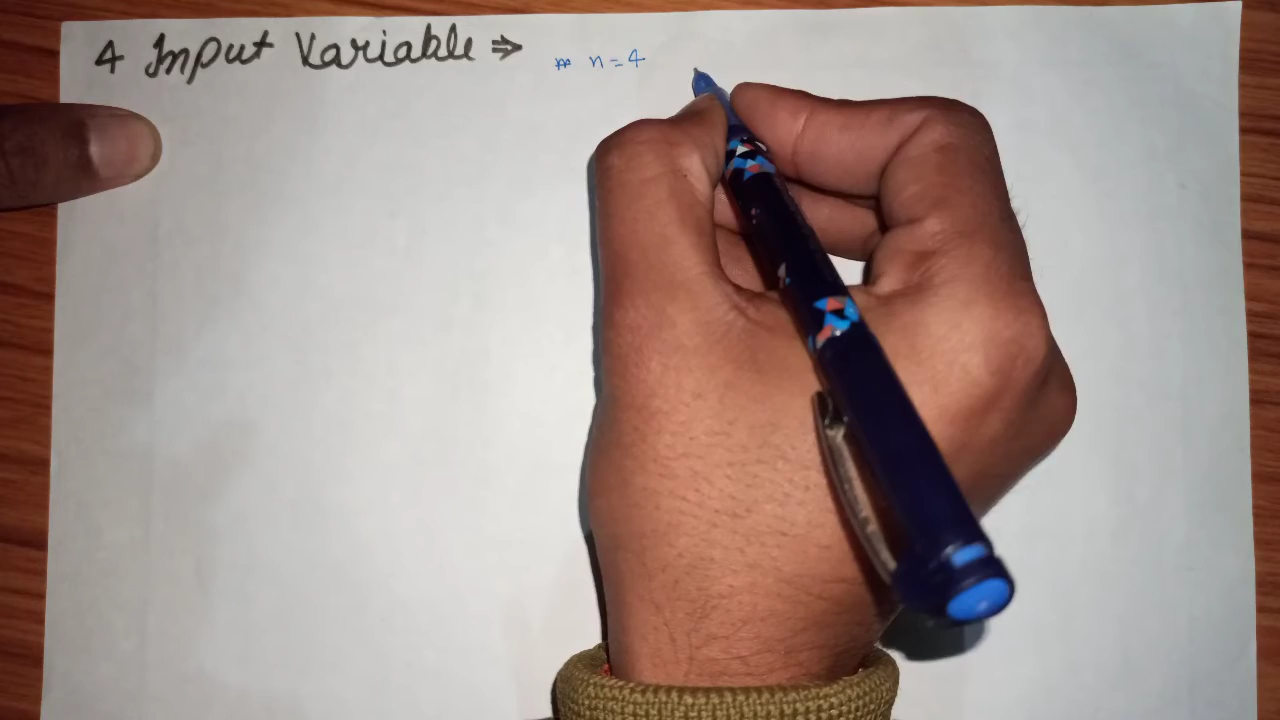 4 Input Variable ⇒ n=4